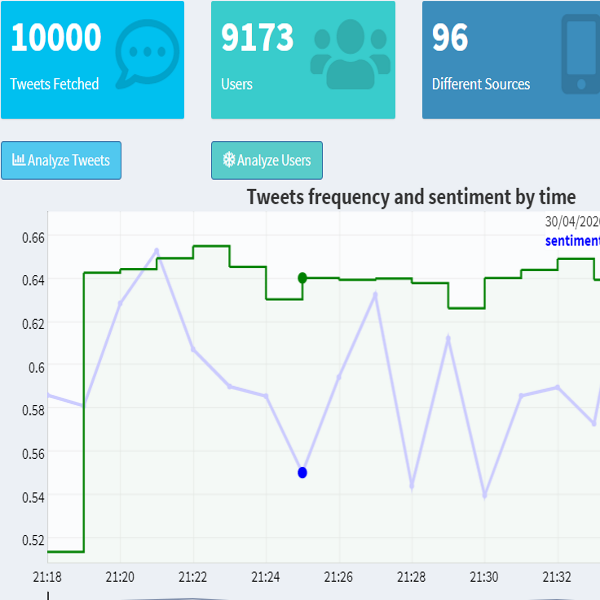 10000
Tweets Fetched
9173
Users
96
Different Sources
Analyze Tweets
Analyze Users
Tweets frequency and sentiment by time
30/04/2020
sentiment
0.66
0.64
0.62
0.6
0.58
0.56
0.54
0.52
21:18 21:20 21:22 21:24 21:26 21:28 21:30 21:32